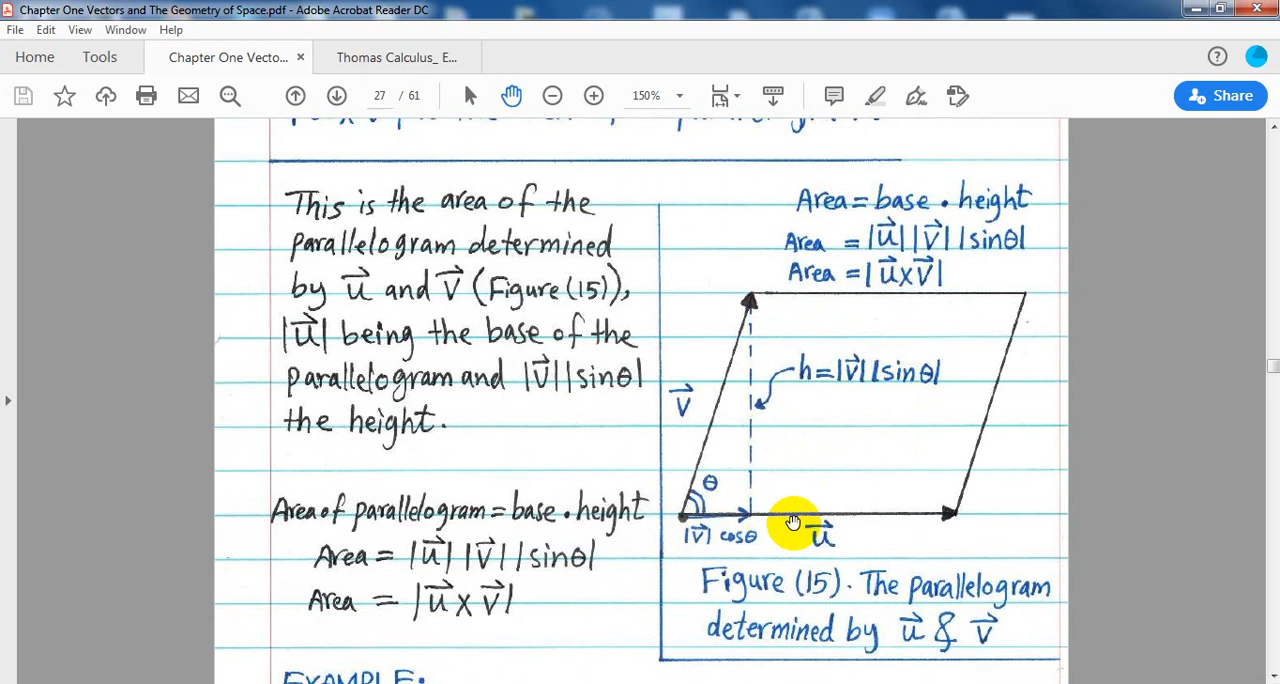 Chapter One Vectors and The Geometry of Space.pdf - Adobe Acrobat Reader DC
File Edit View Window Help
Home Tools Chapter One Vecto... × Thomas Calculus_ E...
27 / 61 150% Share
This is the area of the
parallelogram determined
by u⃗ and v⃗ (Figure (15)),
|u⃗| being the base of the
parallelogram and |v⃗||sinθ|
the height.
Area of parallelogram = base · height
Area = |u⃗| |v⃗| |sinθ|
Area = |u⃗ x v⃗|
Area = base · height
Area = |u⃗| |v⃗| |sinθ|
Area = |u⃗ x v⃗|
h = |v⃗| |sinθ|
v⃗
θ
|v⃗| cosθ u⃗
Figure (15). The parallelogram
determined by u⃗ & v⃗
EXAMPLE: